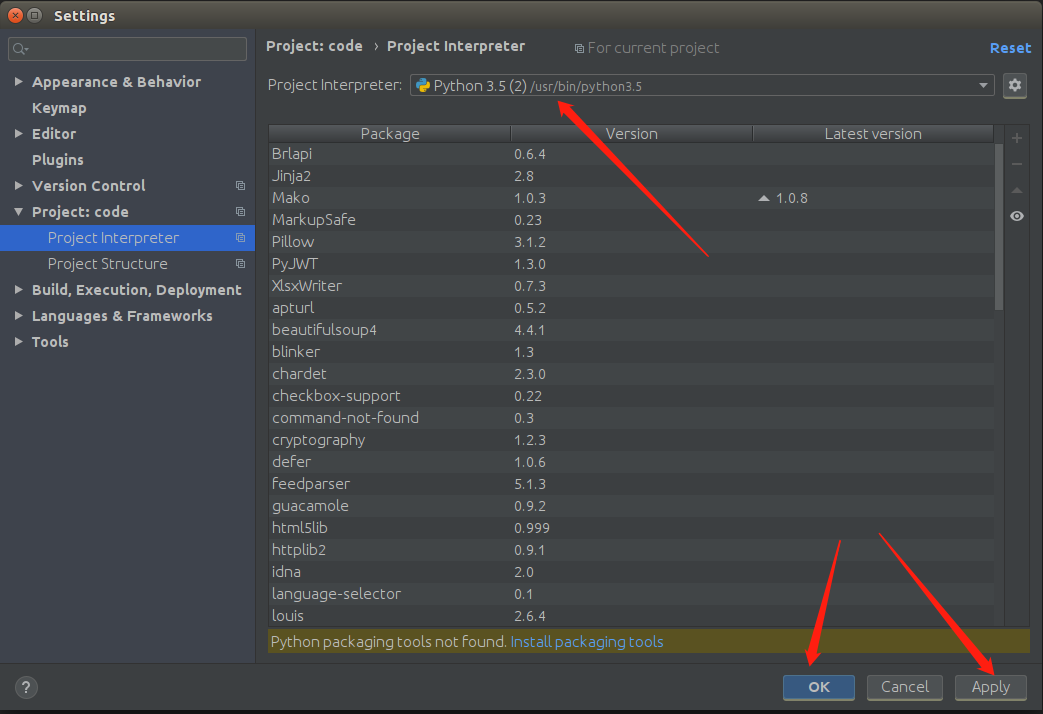 Settings
Project: code › Project Interpreter For current project Reset
Appearance & Behavior
Keymap
Editor
Plugins
Version Control
Project: code
Project Interpreter
Project Structure
Build, Execution, Deployment
Languages & Frameworks
Tools
Project Interpreter: Python 3.5 (2) /usr/bin/python3.5
Package Version Latest version
Brlapi 0.6.4
Jinja2 2.8
Mako 1.0.3 1.0.8
MarkupSafe 0.23
Pillow 3.1.2
PyJWT 1.3.0
XlsxWriter 0.7.3
apturl 0.5.2
beautifulsoup4 4.4.1
blinker 1.3
chardet 2.3.0
checkbox-support 0.22
command-not-found 0.3
cryptography 1.2.3
defer 1.0.6
feedparser 5.1.3
guacamole 0.9.2
html5lib 0.999
httplib2 0.9.1
idna 2.0
language-selector 0.1
louis 2.6.4
Python packaging tools not found. Install packaging tools
? OK Cancel Apply